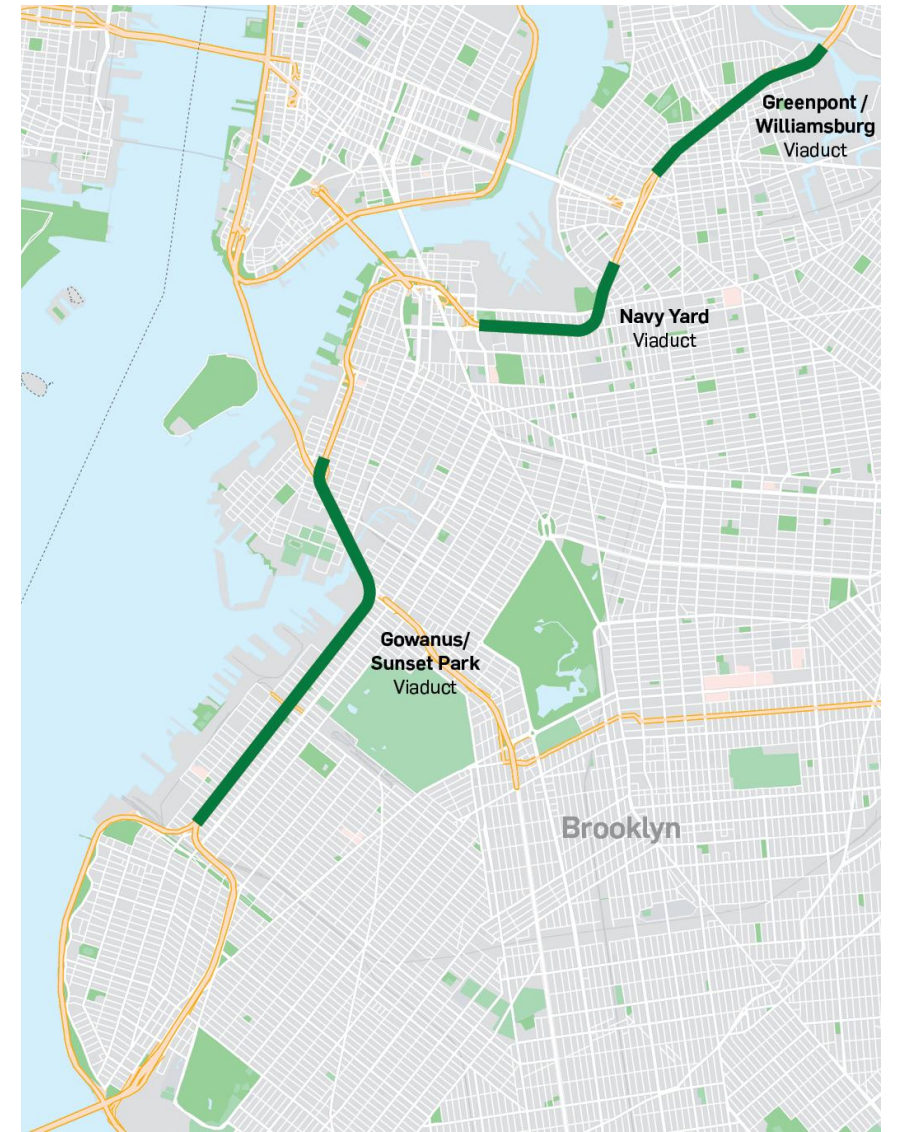 Greenpont /
Williamsburg
Viaduct
Navy Yard
Viaduct
Gowanus/
Sunset Park
Viaduct
Brooklyn